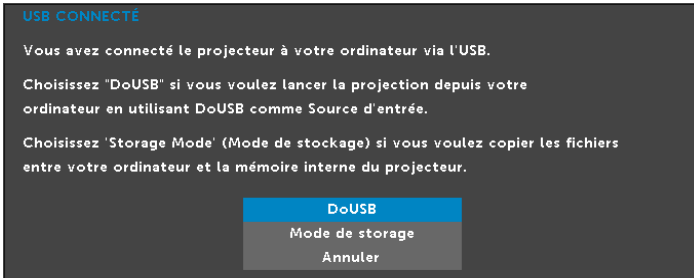 USB CONNECTÉ
Vous avez connecté le projecteur à votre ordinateur via l'USB.
Choisissez "DoUSB" si vous voulez lancer la projection depuis votre
ordinateur en utilisant DoUSB comme Source d'entrée.
Choisissez 'Storage Mode' (Mode de stockage) si vous voulez copier les fichiers
entre votre ordinateur et la mémoire interne du projecteur.
DoUSB
Mode de storage
Annuler